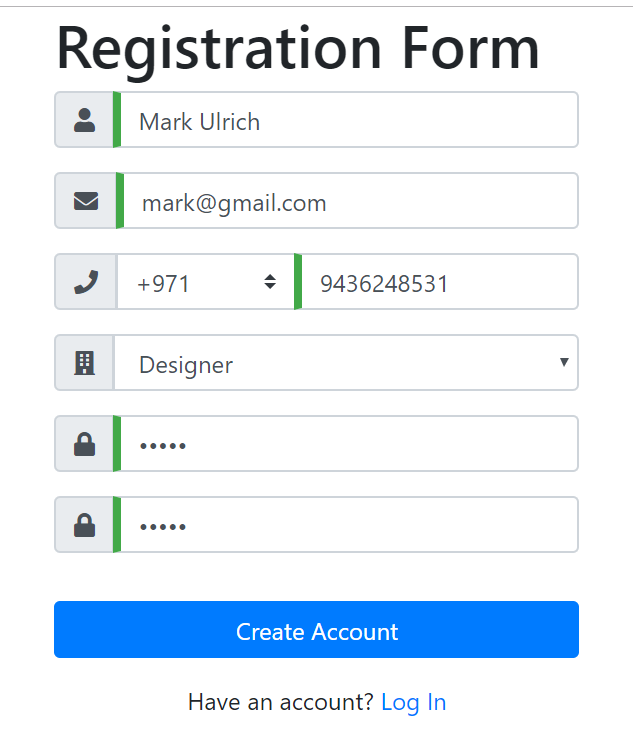 Registration Form
Mark Ulrich
mark@gmail.com
+971 9436248531
Designer
•••••
•••••
Create Account
Have an account? Log In